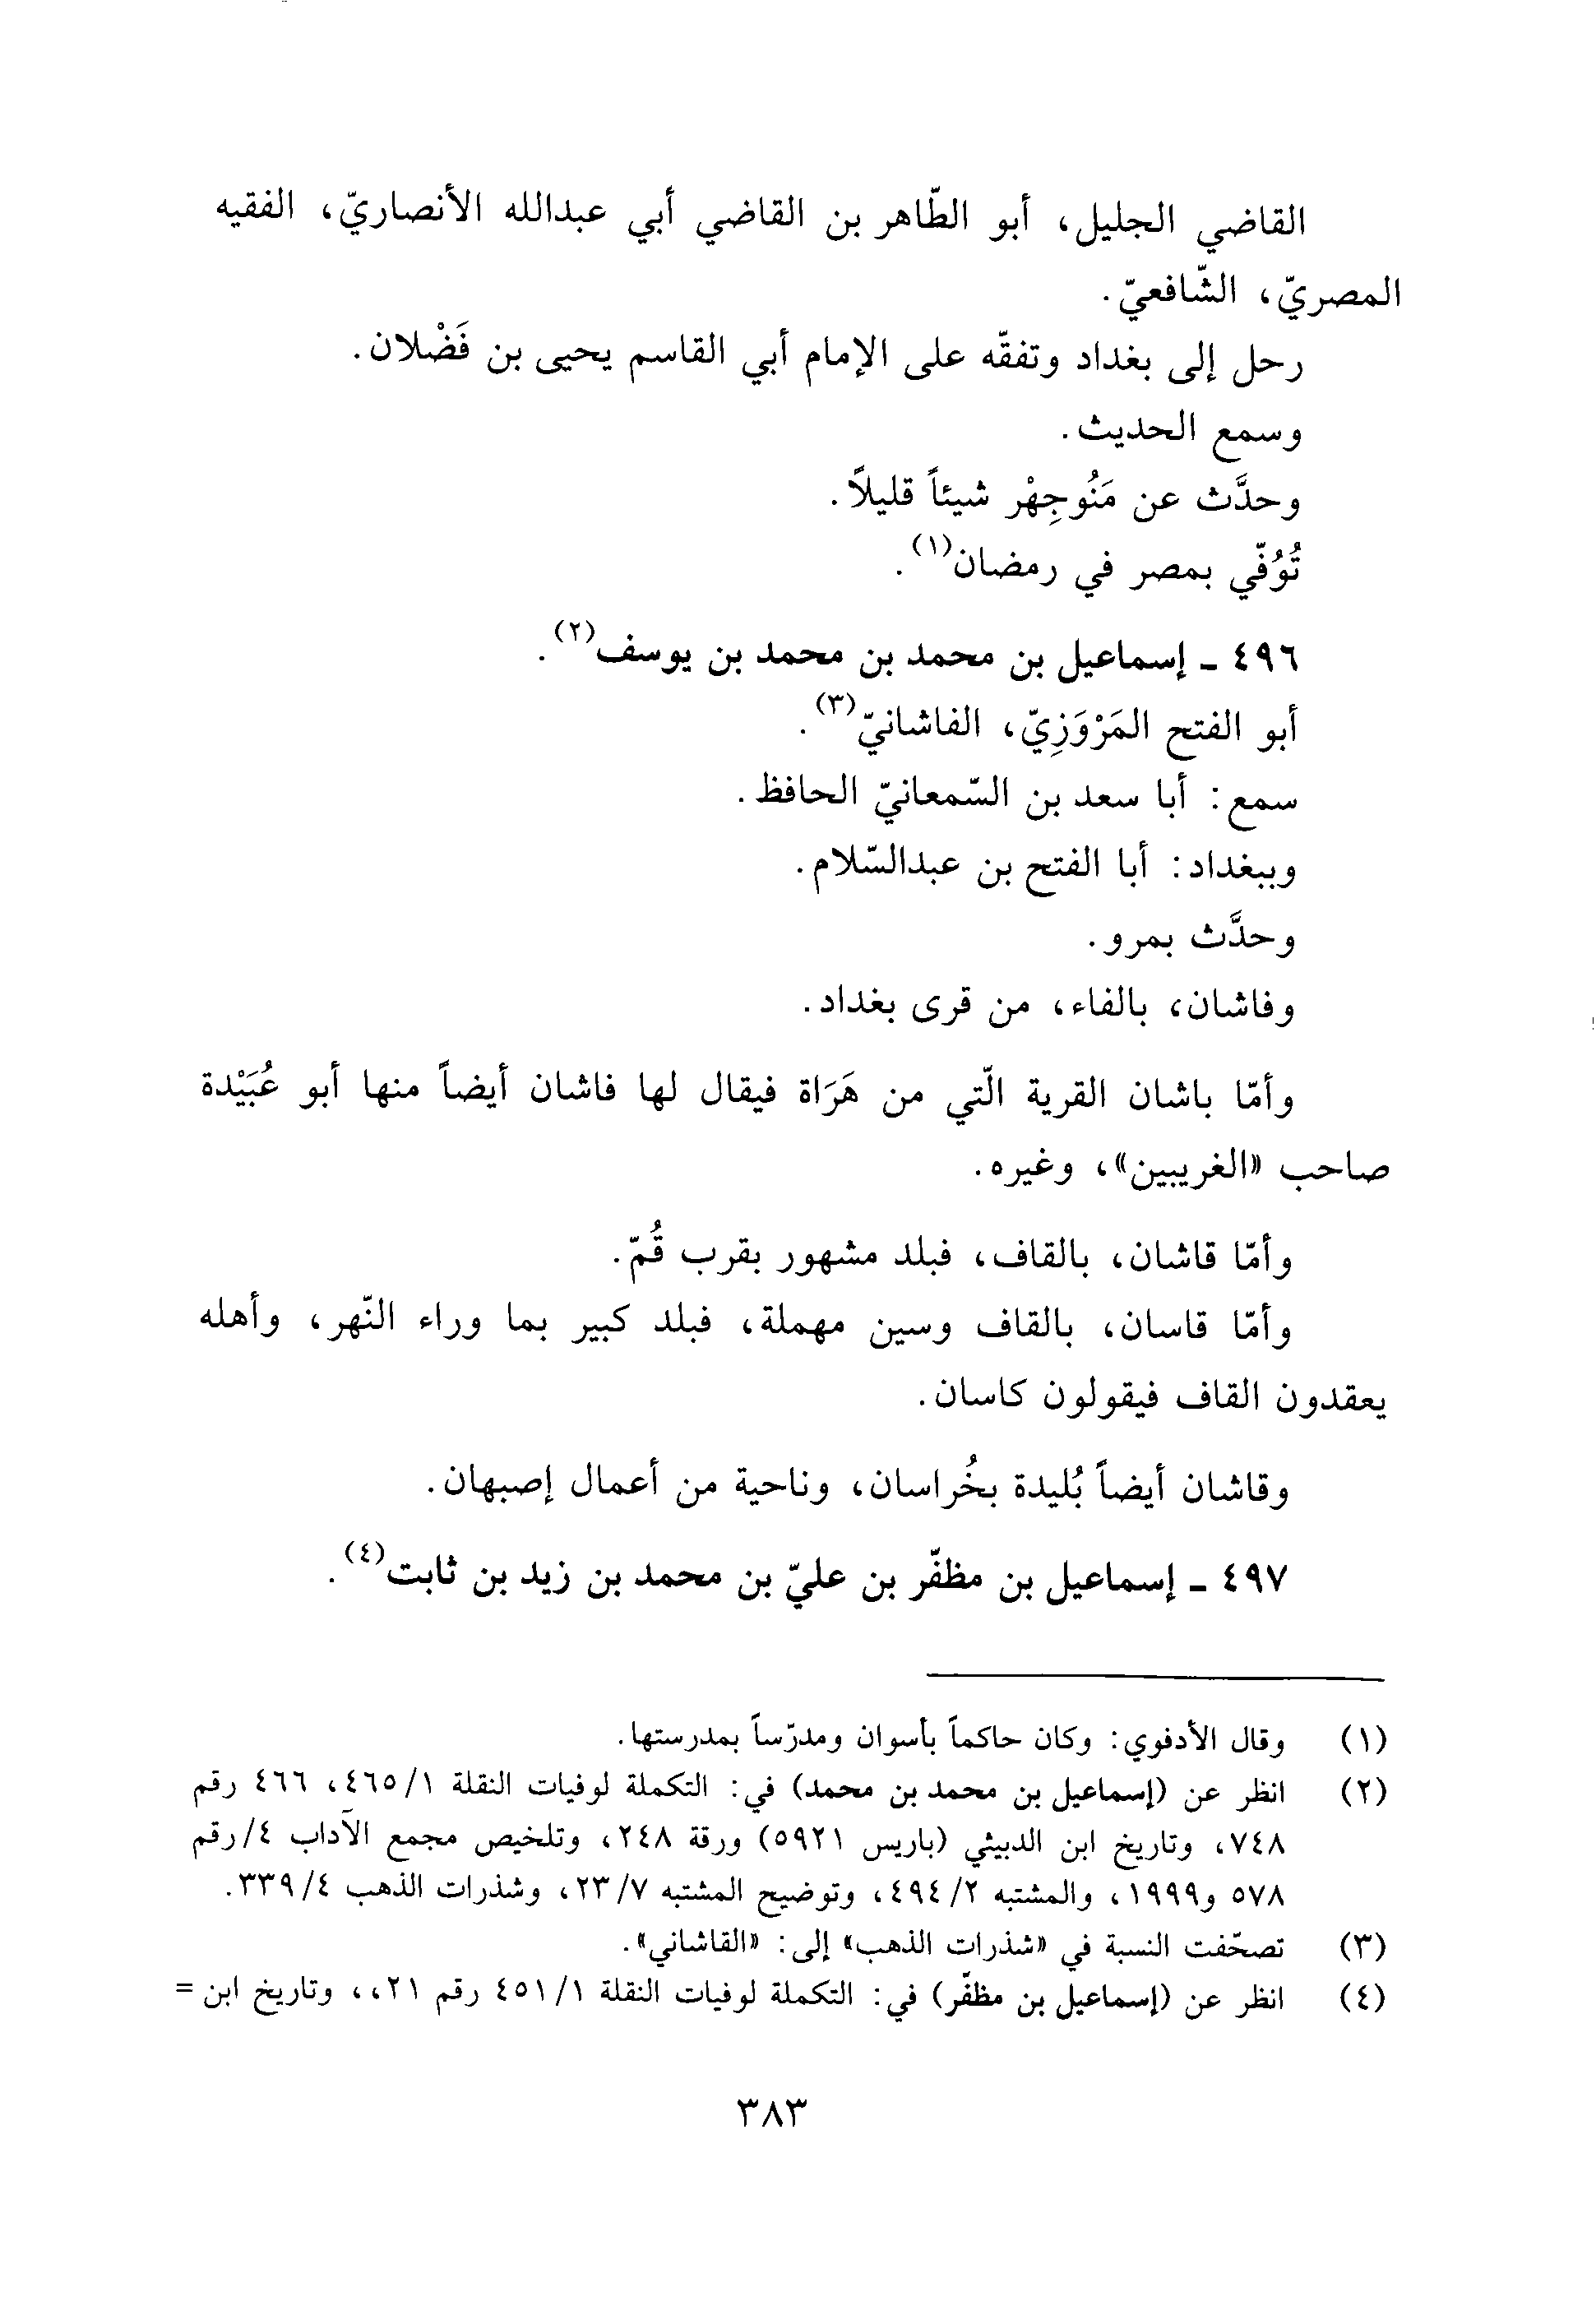 القاضي الجليل، أبو الطّاهر بن القاضي أبي عبدالله الأنصاريّ، الفقيه
المصريّ، الشّافعيّ.
رحل إلى بغداد وتفقّه على الإمام أبي القاسم يحيى بن فَضْلان.
وسمع الحديث.
وحدَّث عن مَنُوجِهْر شيئاً قليلاً.
تُوُفّي بمصر في رمضان(١).
٤٩٦ ـ إسماعيل بن محمد بن محمد بن يوسف(٢).
أبو الفتح المَرْوَزِيّ، الفاشانيّ(٣).
سمع: أبا سعد بن السّمعانيّ الحافظ.
وببغداد: أبا الفتح بن عبدالسّلام.
وحدَّث بمرو.
وفاشان، بالفاء، من قرى بغداد.
وأمّا باشان القرية الّتي من هَرَاة فيقال لها فاشان أيضاً منها أبو عُبَيْدة
صاحب «الغريبين»، وغيره.
وأمّا قاشان، بالقاف، فبلد مشهور بقرب قُمّ.
وأمّا قاسان، بالقاف وسين مهملة، فبلد كبير بما وراء النّهر، وأهله
يعقدون القاف فيقولون كاسان.
وقاشان أيضاً بُليدة بخُراسان، وناحية من أعمال إصبهان.
٤٩٧ ـ إسماعيل بن مظفّر بن عليّ بن محمد بن زيد بن ثابت(٤).
(١) وقال الأدفوي: وكان حاكماً بأسوان ومدرّساً بمدرستها.
(٢) انظر عن (إسماعيل بن محمد بن محمد) في: التكملة لوفيات النقلة ١/ ٤٦٥، ٤٦٦ رقم
٧٤٨، وتاريخ ابن الدبيثي (باريس ٥٩٢١) ورقة ٢٤٨، وتلخيص مجمع الآداب ٤/ رقم
٥٧٨ و١٩٩٩، والمشتبه ٢/ ٤٩٤، وتوضيح المشتبه ٧/ ٢٣، وشذرات الذهب ٤/ ٣٣٩.
(٣) تصحّفت النسبة في «شذرات الذهب» إلى: «القاشاني».
(٤) انظر عن (إسماعيل بن مظفّر) في: التكملة لوفيات النقلة ١/ ٤٥١ رقم ٢١،، وتاريخ ابن =
٣٨٣